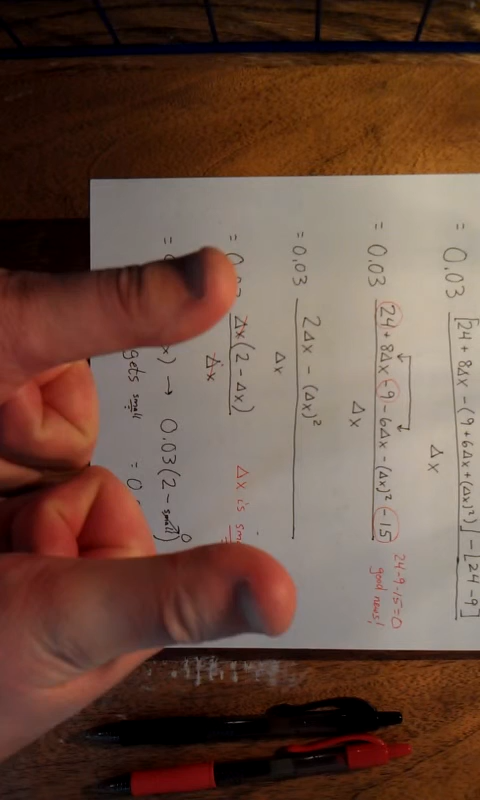 = 0.03 [24 + 8Δx - (9 + 6Δx + (Δx)²)] - [24 - 9]
Δx
= 0.03 24 + 8Δx - 9 - 6Δx - (Δx)² - 15
Δx
24-9-15=0
good news!
= 0.03 2Δx - (Δx)²
Δx
= Δx(2 - Δx)
Δx
Δx is
= x) → 0.03(2 - small) 0
gets small = 0